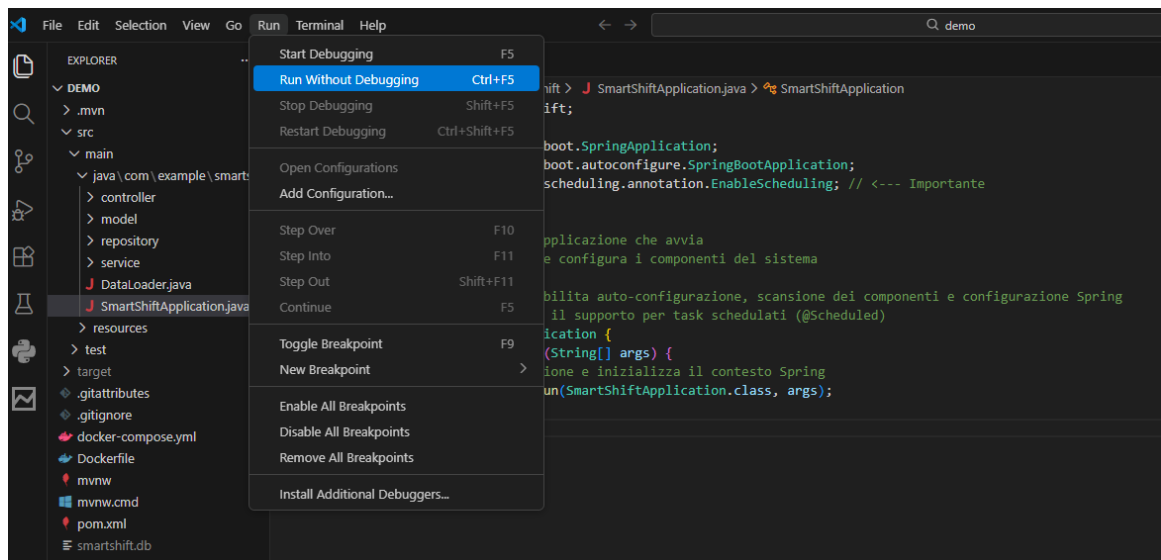 File Edit Selection View Go Run Terminal Help
demo
EXPLORER
DEMO
.mvn
src
main
java\com\example\smarts
controller
model
repository
service
DataLoader.java
SmartShiftApplication.java
resources
test
target
.gitattributes
.gitignore
docker-compose.yml
Dockerfile
mvnw
mvnw.cmd
pom.xml
smartshift.db
Start Debugging F5
Run Without Debugging Ctrl+F5
Stop Debugging Shift+F5
Restart Debugging Ctrl+Shift+F5
Open Configurations
Add Configuration...
Step Over F10
Step Into F11
Step Out Shift+F11
Continue F5
Toggle Breakpoint F9
New Breakpoint
Enable All Breakpoints
Disable All Breakpoints
Remove All Breakpoints
Install Additional Debuggers...
ift > J SmartShiftApplication.java > SmartShiftApplication
ift;
boot.SpringApplication;
boot.autoconfigure.SpringBootApplication;
scheduling.annotation.EnableScheduling; // <--- Importante
pplicazione che avvia
e configura i componenti del sistema
bilita auto-configurazione, scansione dei componenti e configurazione Spring
il supporto per task schedulati (@Scheduled)
ication {
(String[] args) {
ione e inizializza il contesto Spring
un(SmartShiftApplication.class, args);